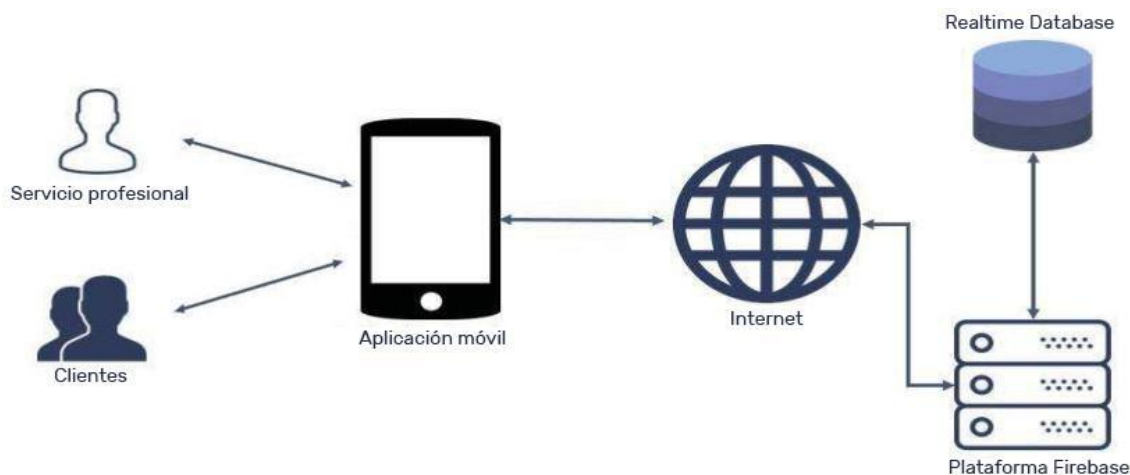 Realtime Database
Servicio profesional
Clientes
Aplicación móvil
Internet
Plataforma Firebase